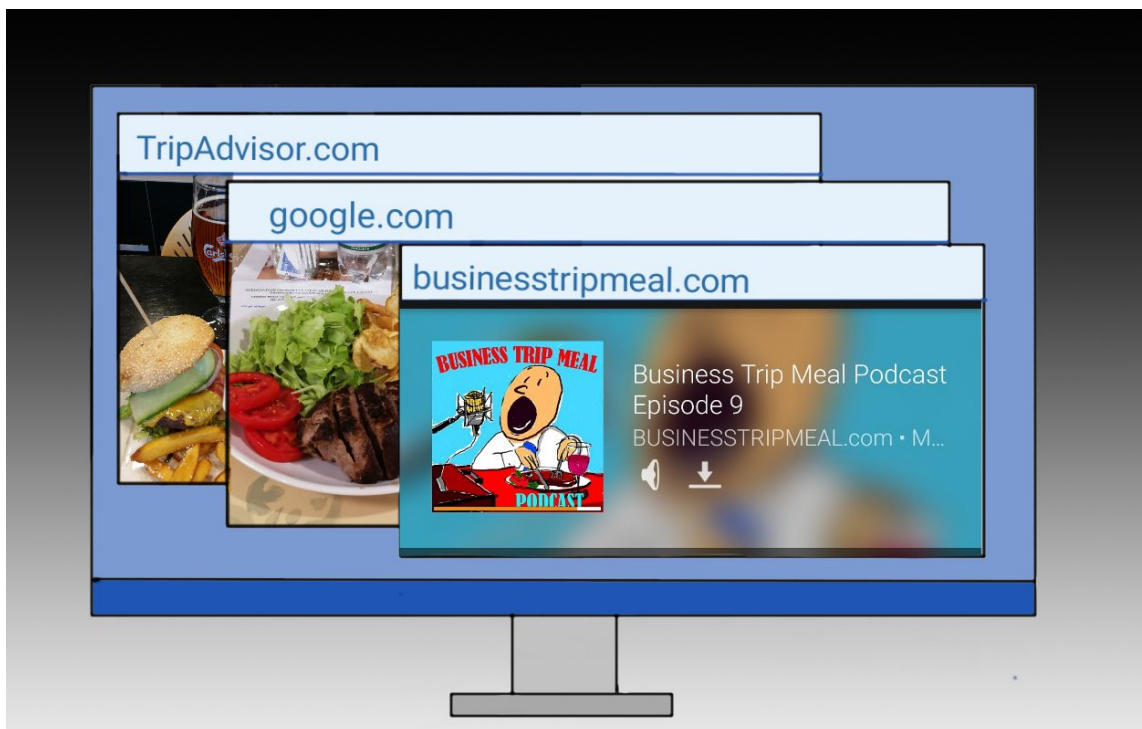 TripAdvisor.com
google.com
businesstripmeal.com
BUSINESS TRIP MEAL
PODCAST
Business Trip Meal Podcast
Episode 9
BUSINESSTRIPMEAL.com • M...